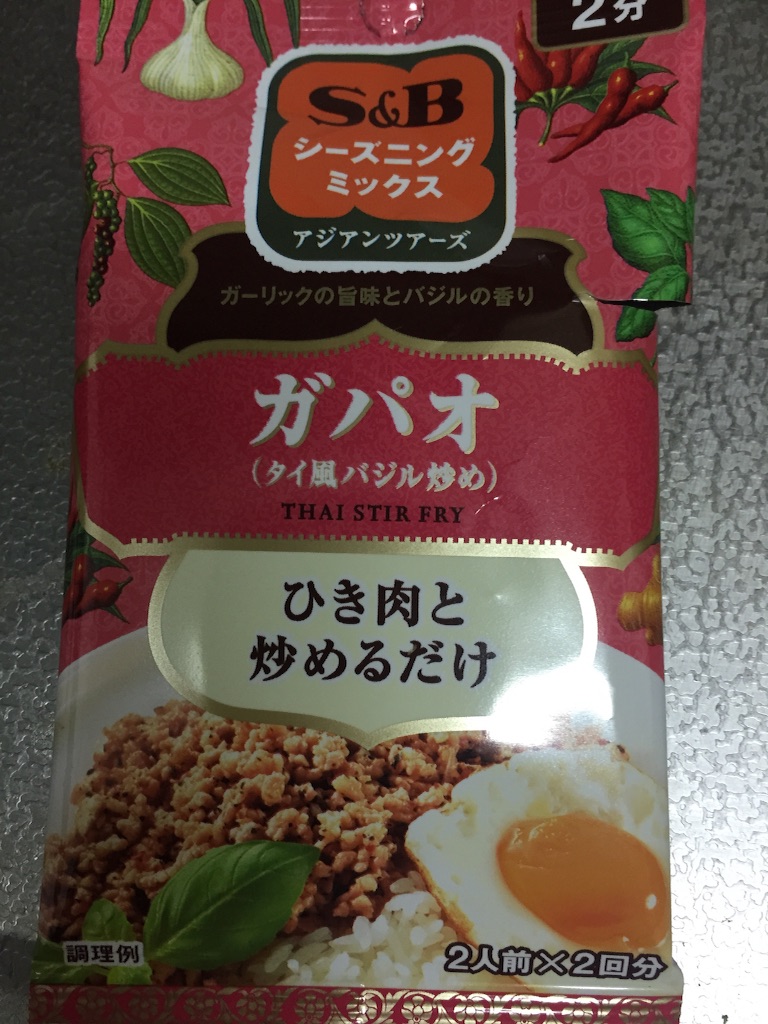 2分
S&B
シーズニング
ミックス
アジアンツアーズ
ガーリックの旨味とバジルの香り
ガパオ
(タイ風バジル炒め)
THAI STIR FRY
ひき肉と
炒めるだけ
調理例
2人前×2回分